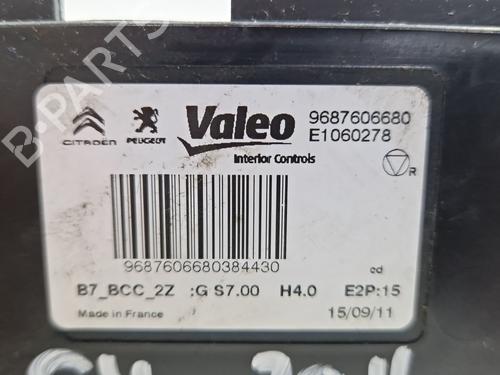 CITROËN PEUGEOT Valeo 9687606680
E1060278
Interior Controls
R
9687606680384430
cd
B7_BCC_2Z :G S7.00 H4.0 E2P:15
Made in France 15/09/11
B-PARTS